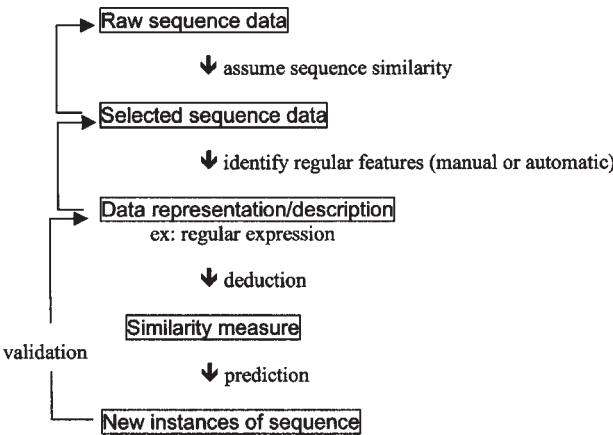 Raw sequence data
assume sequence similarity
Selected sequence data
identify regular features (manual or automatic)
Data representation/description
ex: regular expression
deduction
Similarity measure
validation
prediction
New instances of sequence